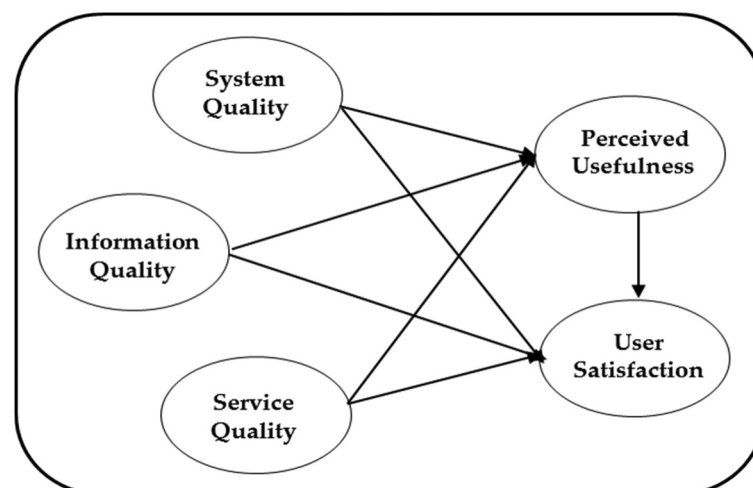 System
Quality
Perceived
Usefulness
Information
Quality
User
Satisfaction
Service
Quality